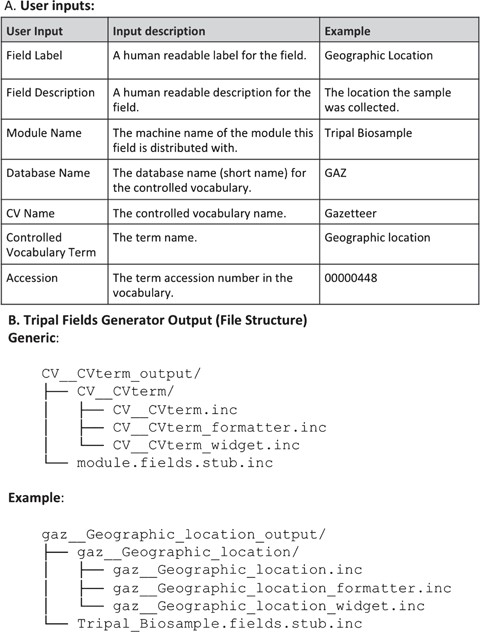 A. User inputs:
User Input Input description Example
Field Label A human readable label for the field. Geographic Location
Field Description A human readable description for the The location the sample
field. was collected.
Module Name The machine name of the module this Tripal Biosample
field is distributed with.
Database Name The database name (short name) for GAZ
the controlled vocabulary.
CV Name The controlled vocabulary name. Gazetteer
Controlled The term name. Geographic location
Vocabulary Term
Accession The term accession number in the 00000448
vocabulary.
B. Tripal Fields Generator Output (File Structure)
Generic:
CV__CVterm_output/
├── CV__CVterm/
│   ├── CV__CVterm.inc
│   ├── CV__CVterm_formatter.inc
│   └── CV__CVterm_widget.inc
└── module.fields.stub.inc
Example:
gaz__Geographic_location_output/
├── gaz__Geographic_location/
│   ├── gaz__Geographic_location.inc
│   ├── gaz__Geographic_location_formatter.inc
│   └── gaz__Geographic_location_widget.inc
└── Tripal_Biosample.fields.stub.inc